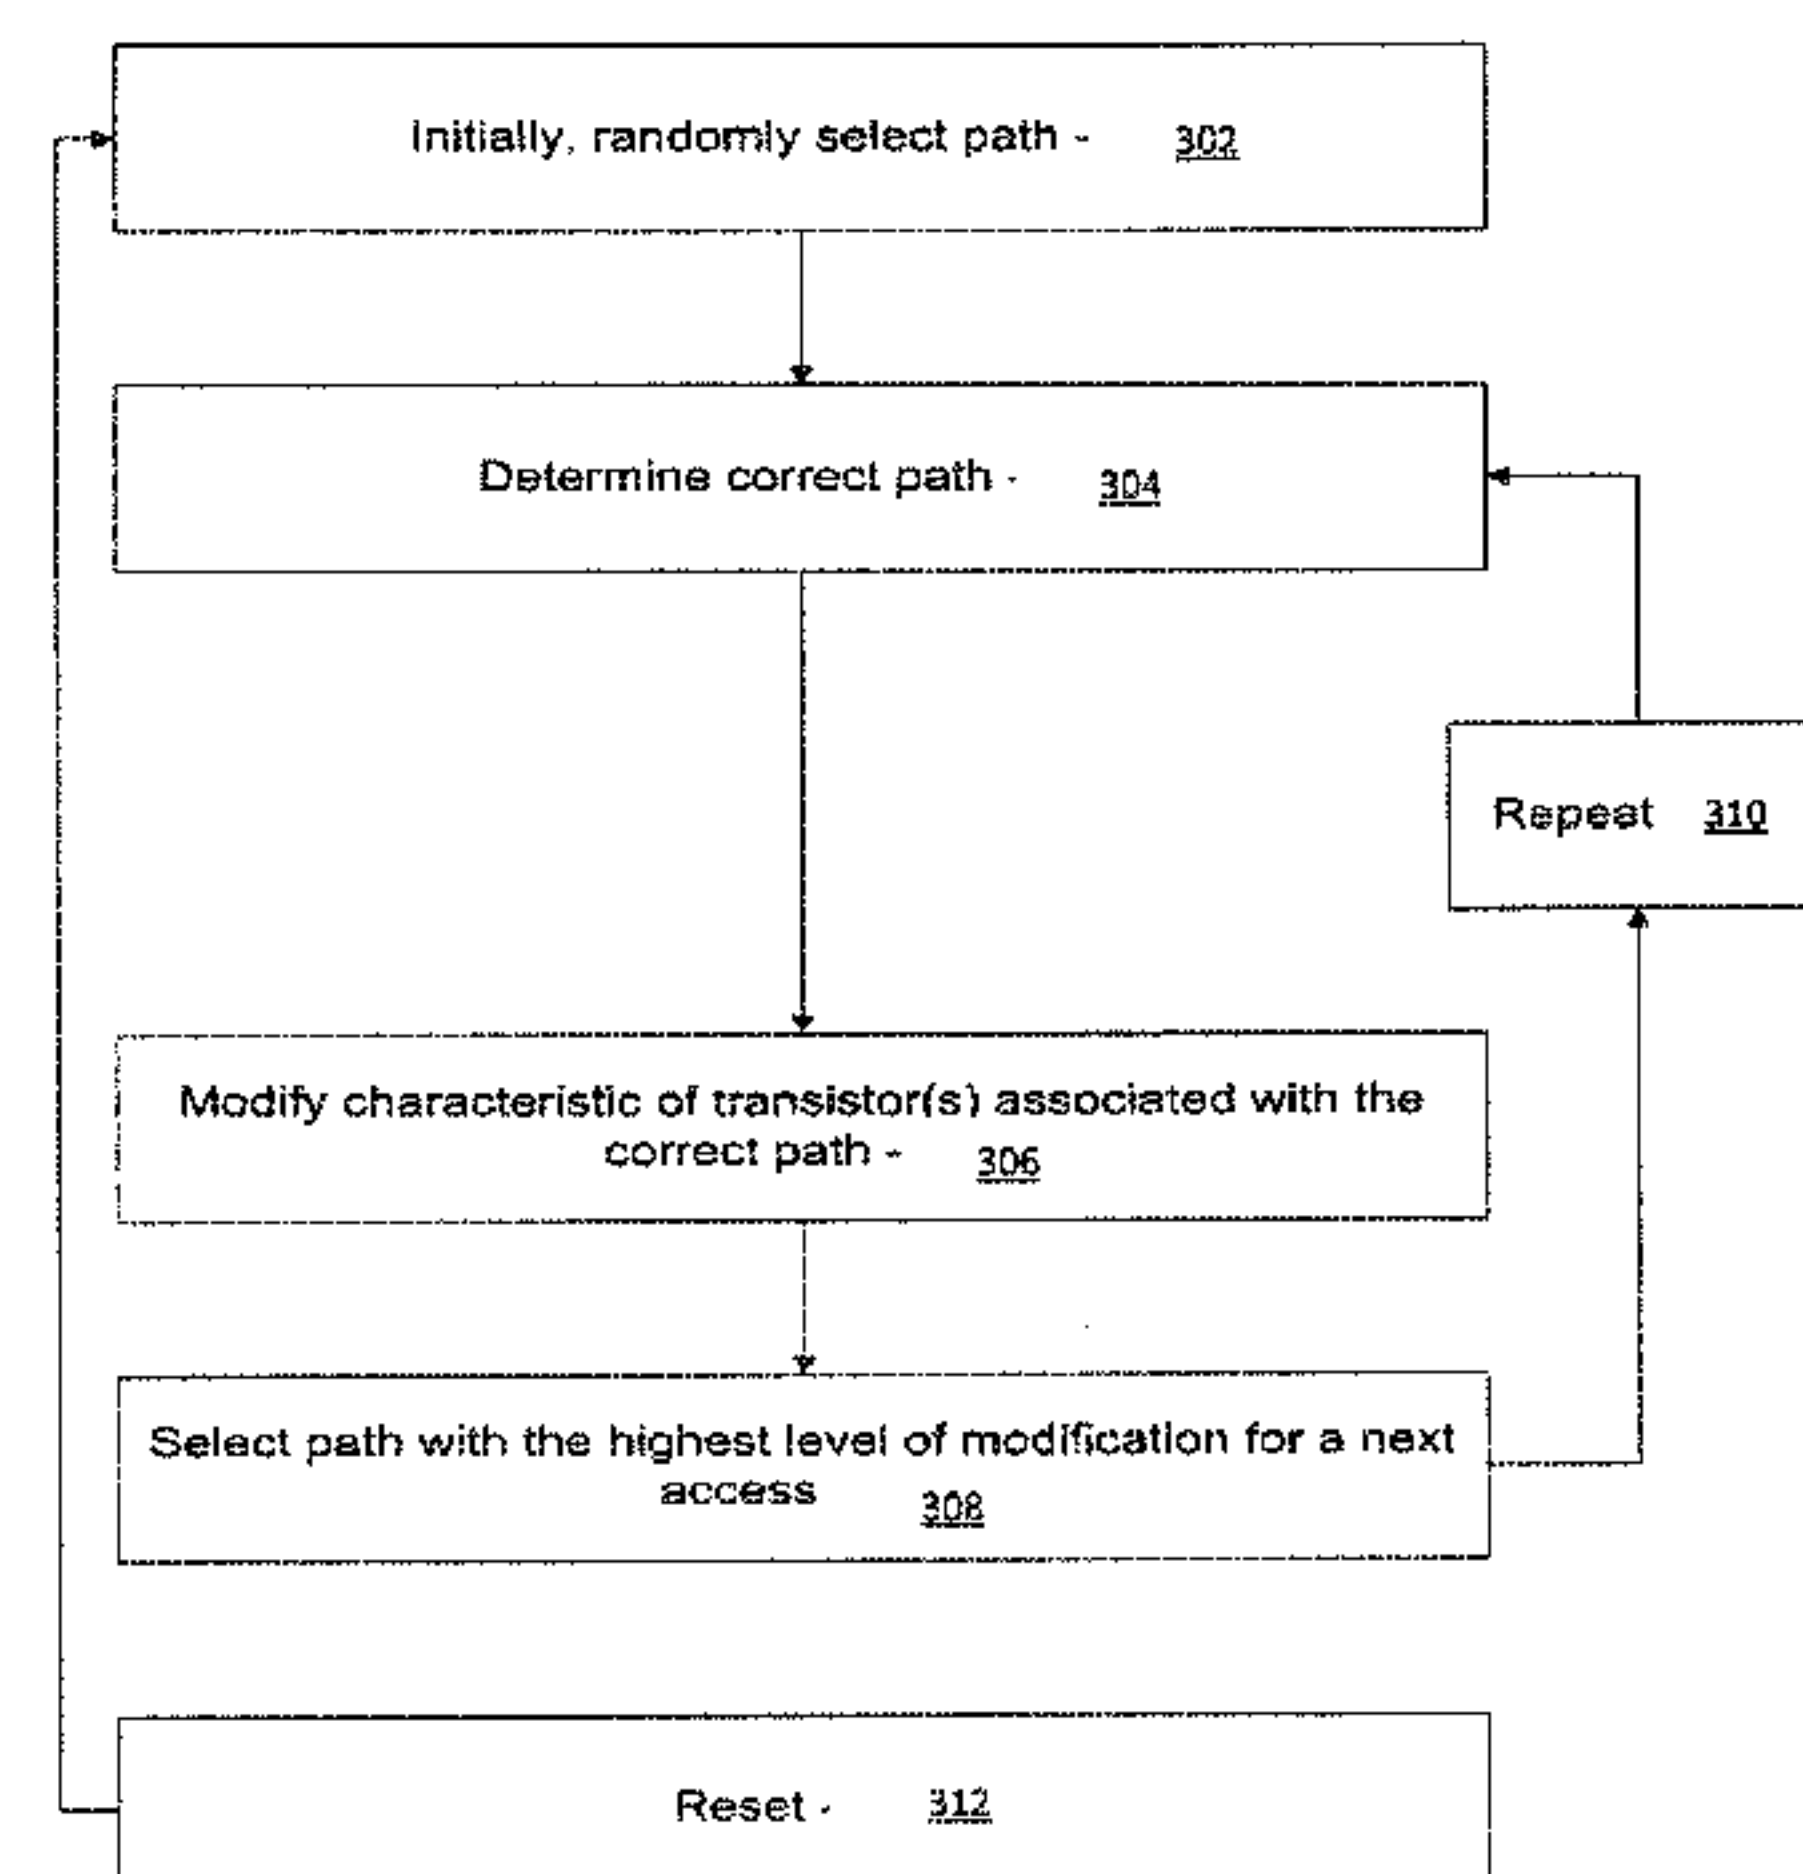 Initially, randomly select path - 302
Determine correct path - 304
Repeat 310
Modify characteristic of transistor(s) associated with the
correct path - 306
Select path with the highest level of modification for a next
access 308
Reset - 312